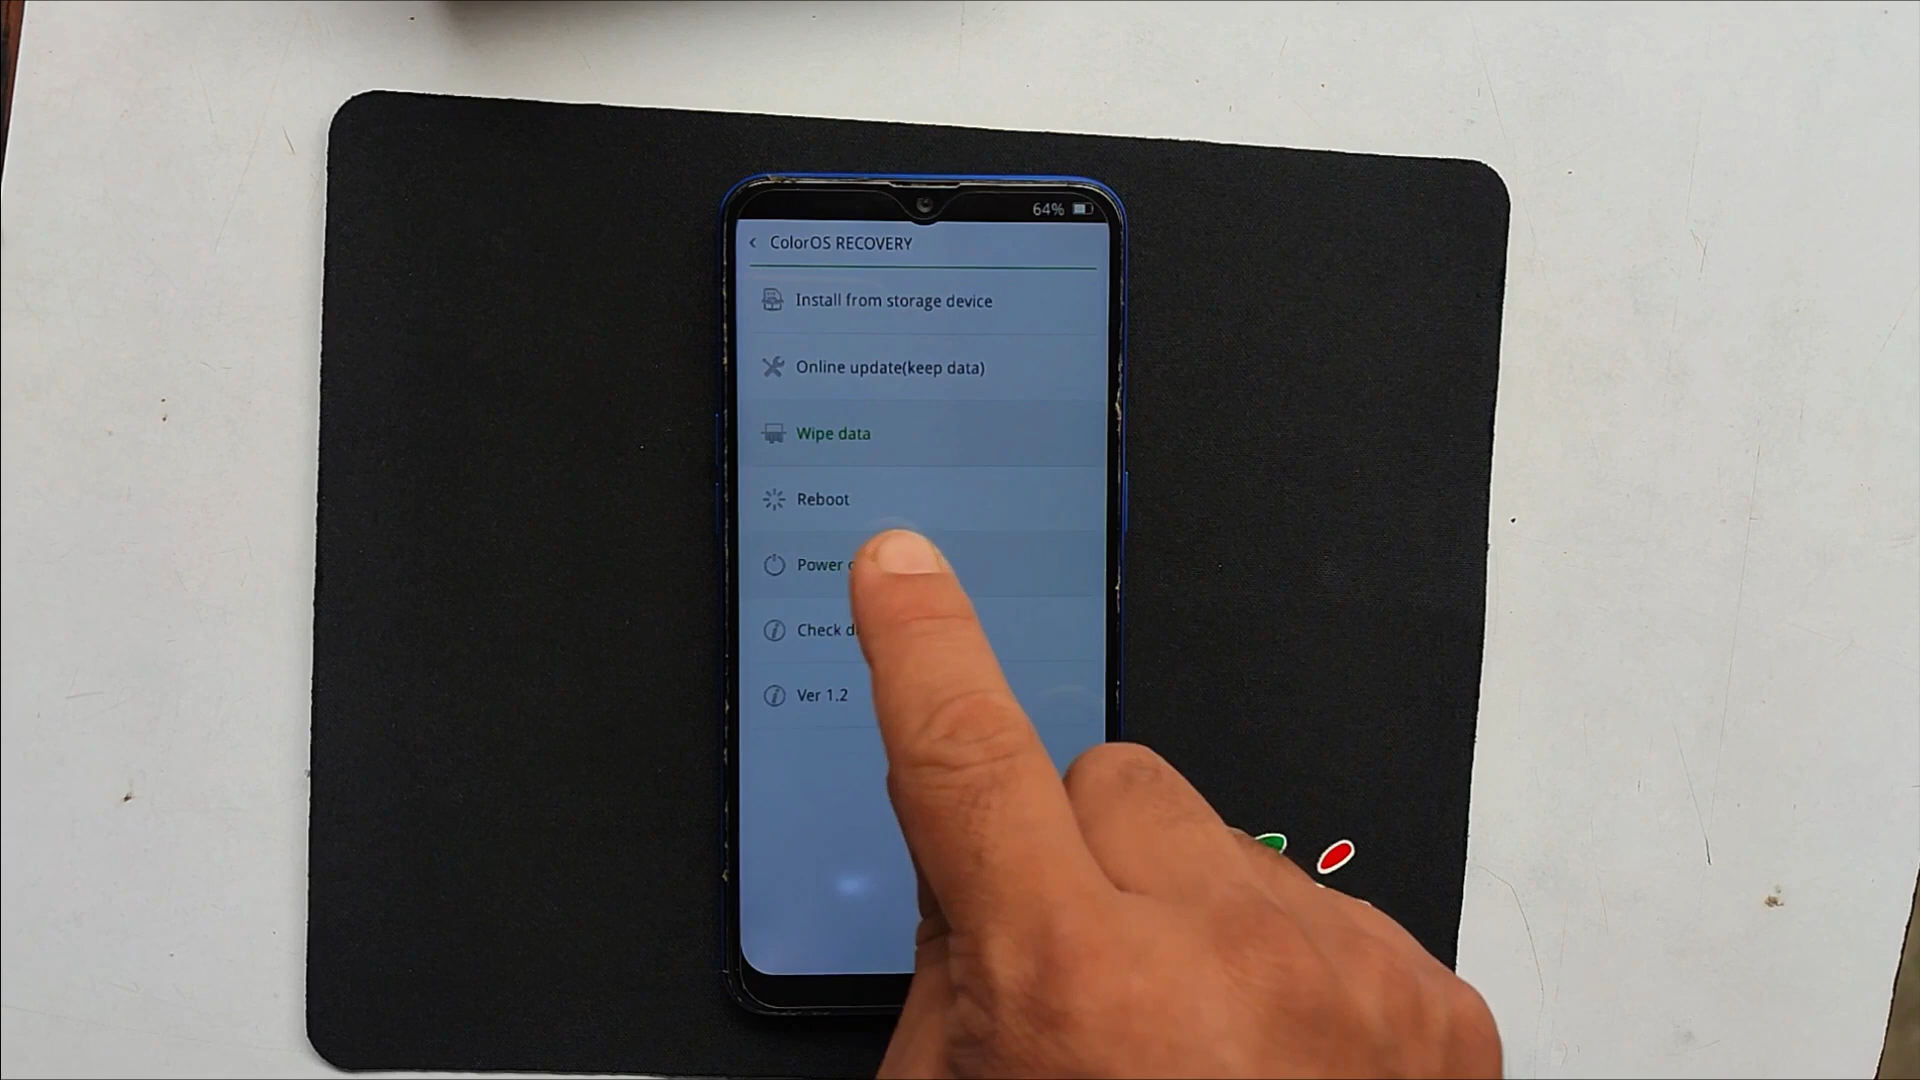 64%
< ColorOS RECOVERY
Install from storage device
Online update(keep data)
Wipe data
Reboot
Power
Check
Ver 1.2